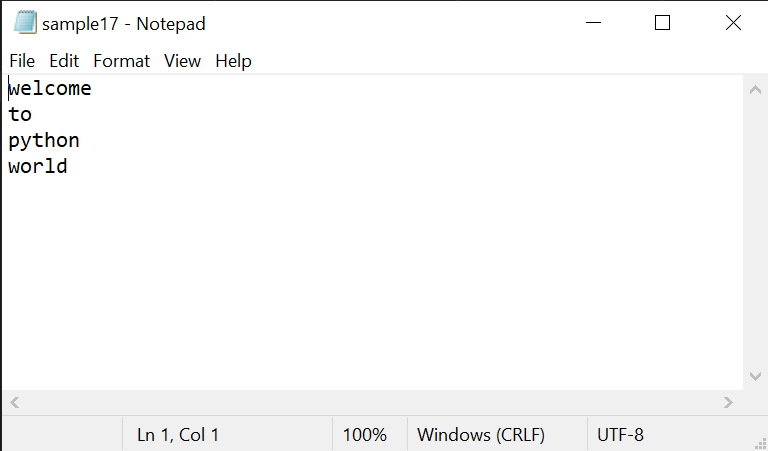 sample17 - Notepad
File Edit Format View Help
welcome
to
python
world
Ln 1, Col 1 100% Windows (CRLF) UTF-8